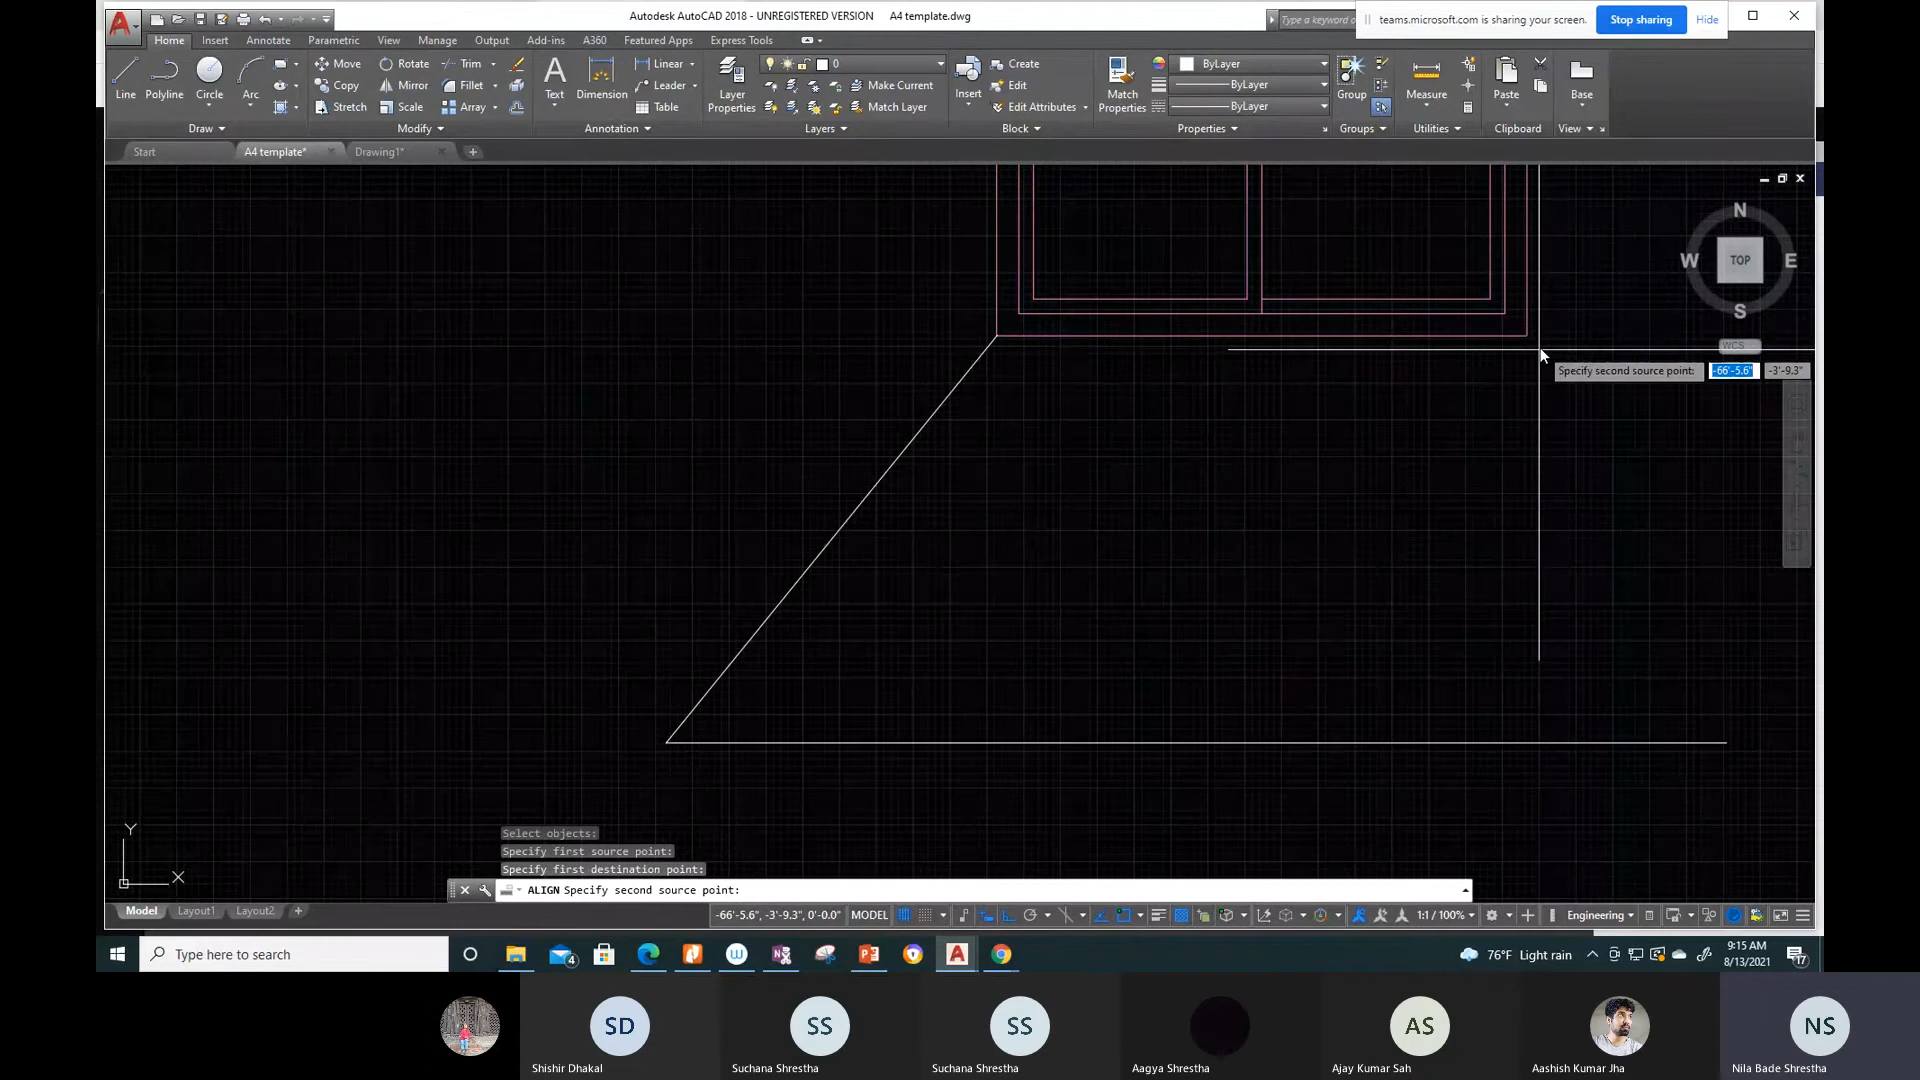 Autodesk AutoCAD 2018 - UNREGISTERED VERSION A4 template.dwg
Type a keyword o
teams.microsoft.com is sharing your screen.
Stop sharing
Hide
Home Insert Annotate Parametric View Manage Output Add-ins A360 Featured Apps Express Tools
Line Polyline Circle Arc
Move Rotate Trim
Copy Mirror Fillet
Stretch Scale Array
Text Dimension
Linear
Leader
Table
Layer
Properties
0
Make Current
Match Layer
Insert
Create
Edit
Edit Attributes
Match
Properties
ByLayer
ByLayer
ByLayer
Group
Measure
Paste
Base
Draw Modify Annotation Layers Block Properties Groups Utilities Clipboard View
Start A4 template* Drawing1*
N
W TOP E
S
WCS
Specify second source point: -66'-5.6" -3'-9.3"
Y
X
Select objects:
Specify first source point:
Specify first destination point:
ALIGN Specify second source point:
Model Layout1 Layout2
-66'-5.6", -3'-9.3", 0'-0.0" MODEL
1:1 / 100%
Engineering
Type here to search
4
76°F Light rain
9:15 AM
8/13/2021
17
SD SS SS AS NS
Shishir Dhakal Suchana Shrestha Suchana Shrestha Aagya Shrestha Ajay Kumar Sah Aashish Kumar Jha Nila Bade Shrestha